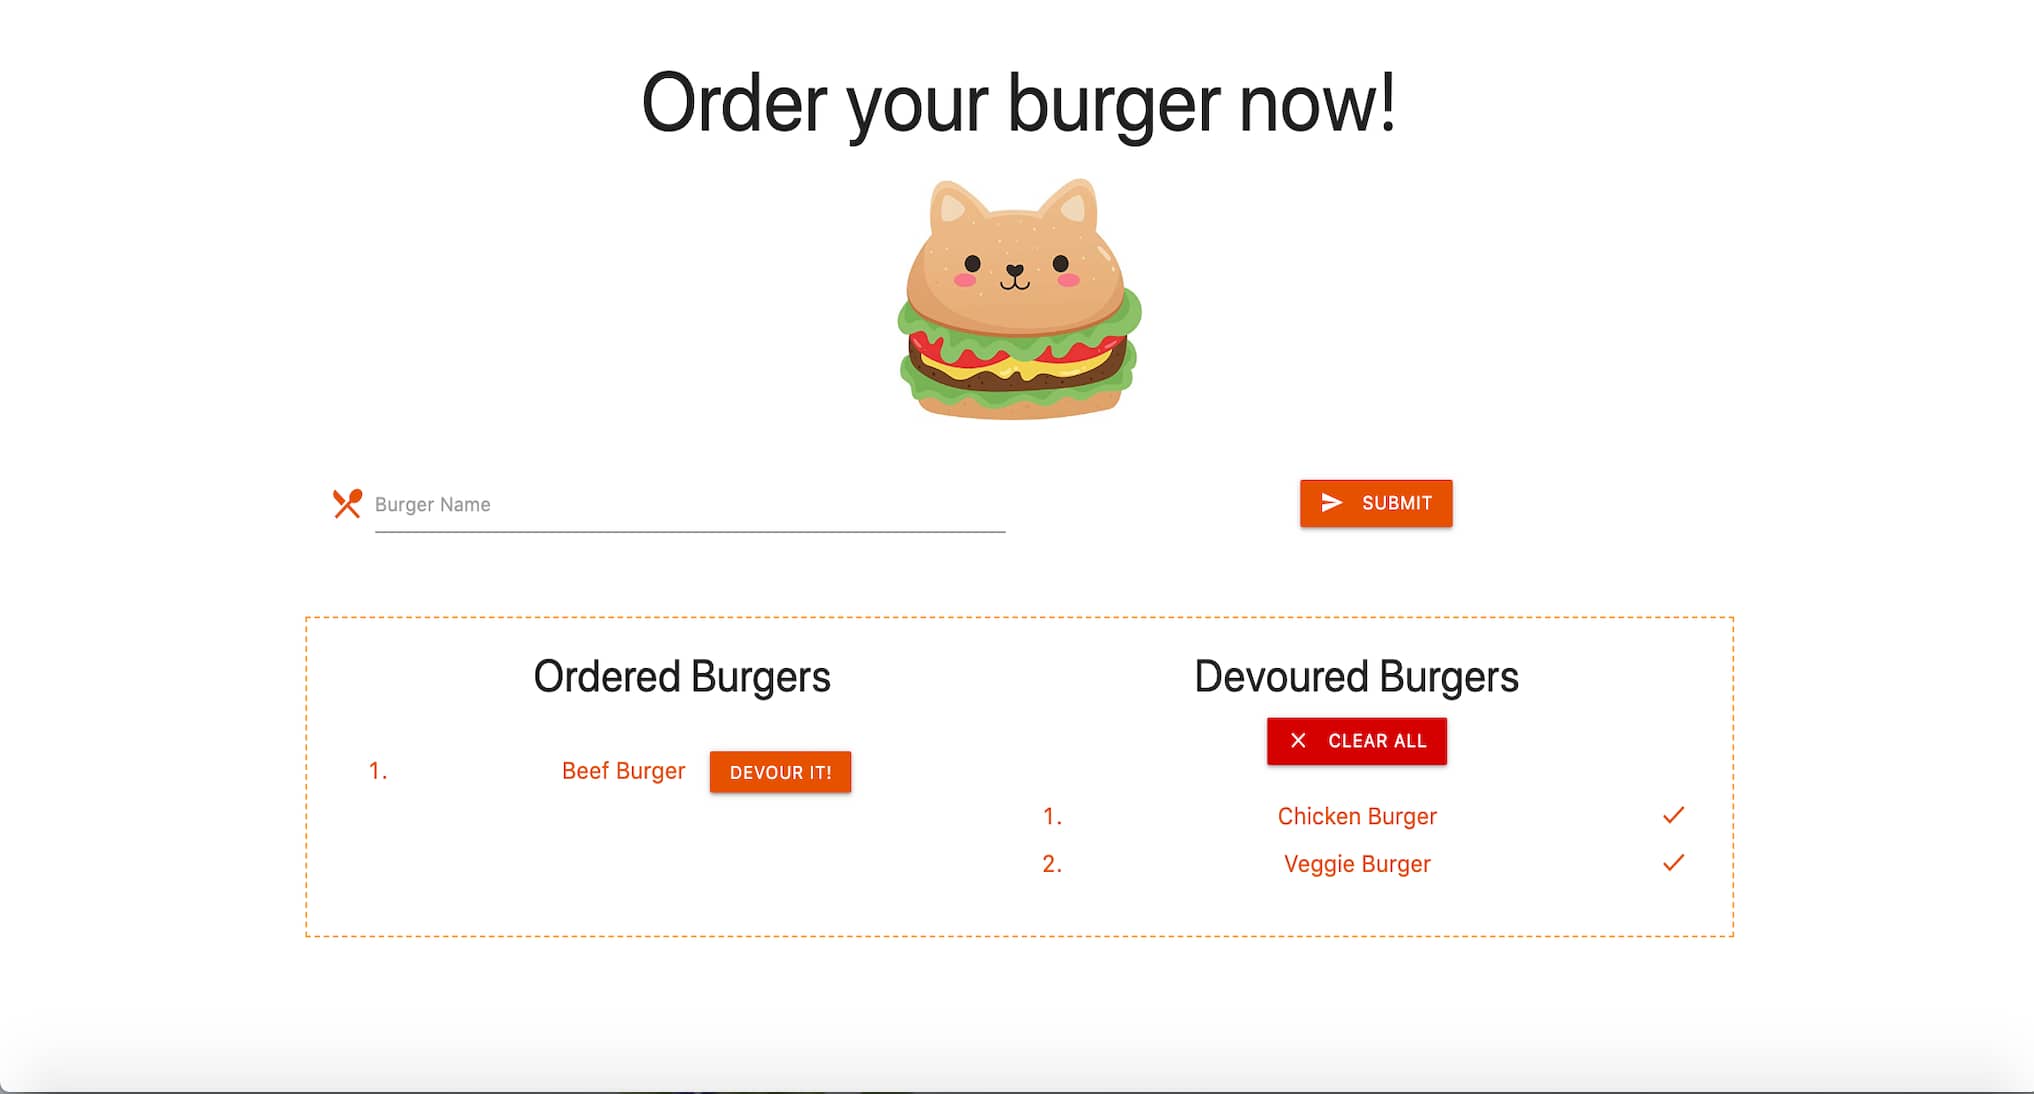 Order your burger now!
Burger Name
SUBMIT
Ordered Burgers
1. Beef Burger DEVOUR IT!
Devoured Burgers
CLEAR ALL
1. Chicken Burger
2. Veggie Burger